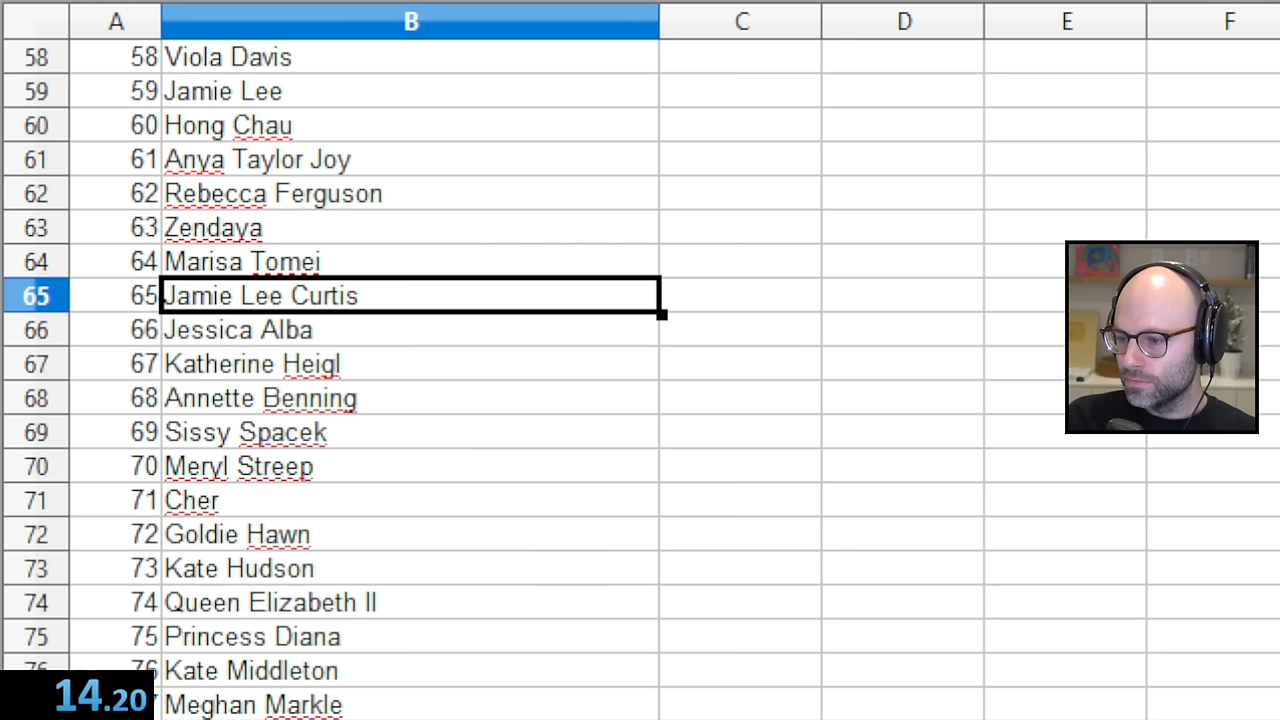 A B C D E F
58 58 Viola Davis
59 59 Jamie Lee
60 60 Hong Chau
61 61 Anya Taylor Joy
62 62 Rebecca Ferguson
63 63 Zendaya
64 64 Marisa Tomei
65 65 Jamie Lee Curtis
66 66 Jessica Alba
67 67 Katherine Heigl
68 68 Annette Benning
69 69 Sissy Spacek
70 70 Meryl Streep
71 71 Cher
72 72 Goldie Hawn
73 73 Kate Hudson
74 74 Queen Elizabeth II
75 75 Princess Diana
76 76 Kate Middleton
Meghan Markle
14.20